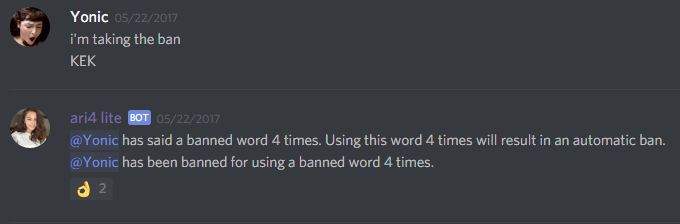 Yonic 05/22/2017
i'm taking the ban
KEK
ari4 lite BOT 05/22/2017
@Yonic has said a banned word 4 times. Using this word 4 times will result in an automatic ban.
@Yonic has been banned for using a banned word 4 times.
👌 2